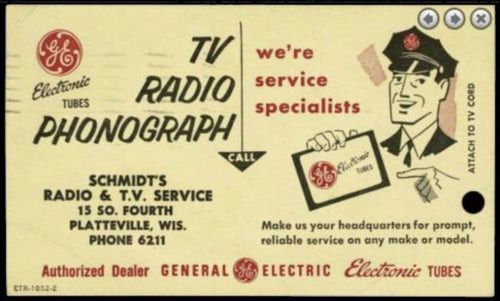 GE
Electronic
TUBES
TV
RADIO
PHONOGRAPH
we're
service
specialists
CALL
GE
GE Electronic
TUBES
ATTACH TO TV CORD
SCHMIDT'S
RADIO & T.V. SERVICE
15 SO. FOURTH
PLATTEVILLE, WIS.
PHONE 6211
Make us your headquarters for prompt,
reliable service on any make or model.
Authorized Dealer GENERAL GE ELECTRIC Electronic TUBES
ETR-1052-2